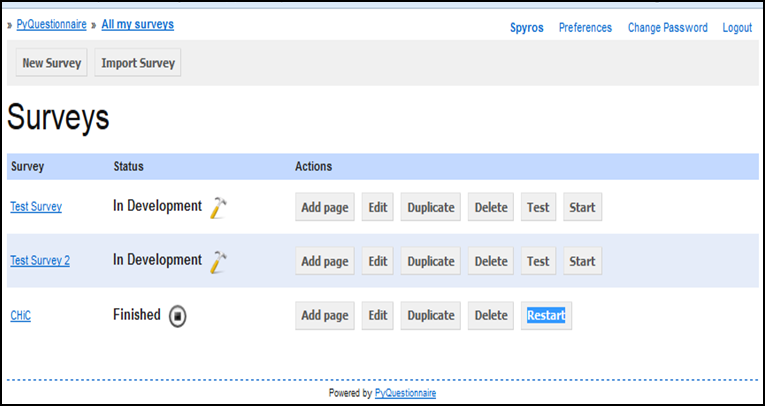 » PyQuestionnaire » All my surveys Spyros Preferences Change Password Logout
New Survey Import Survey
Surveys
Survey Status Actions
Test Survey In Development Add page Edit Duplicate Delete Test Start
Test Survey 2 In Development Add page Edit Duplicate Delete Test Start
CHiC Finished Add page Edit Duplicate Delete Restart
Powered by PyQuestionnaire